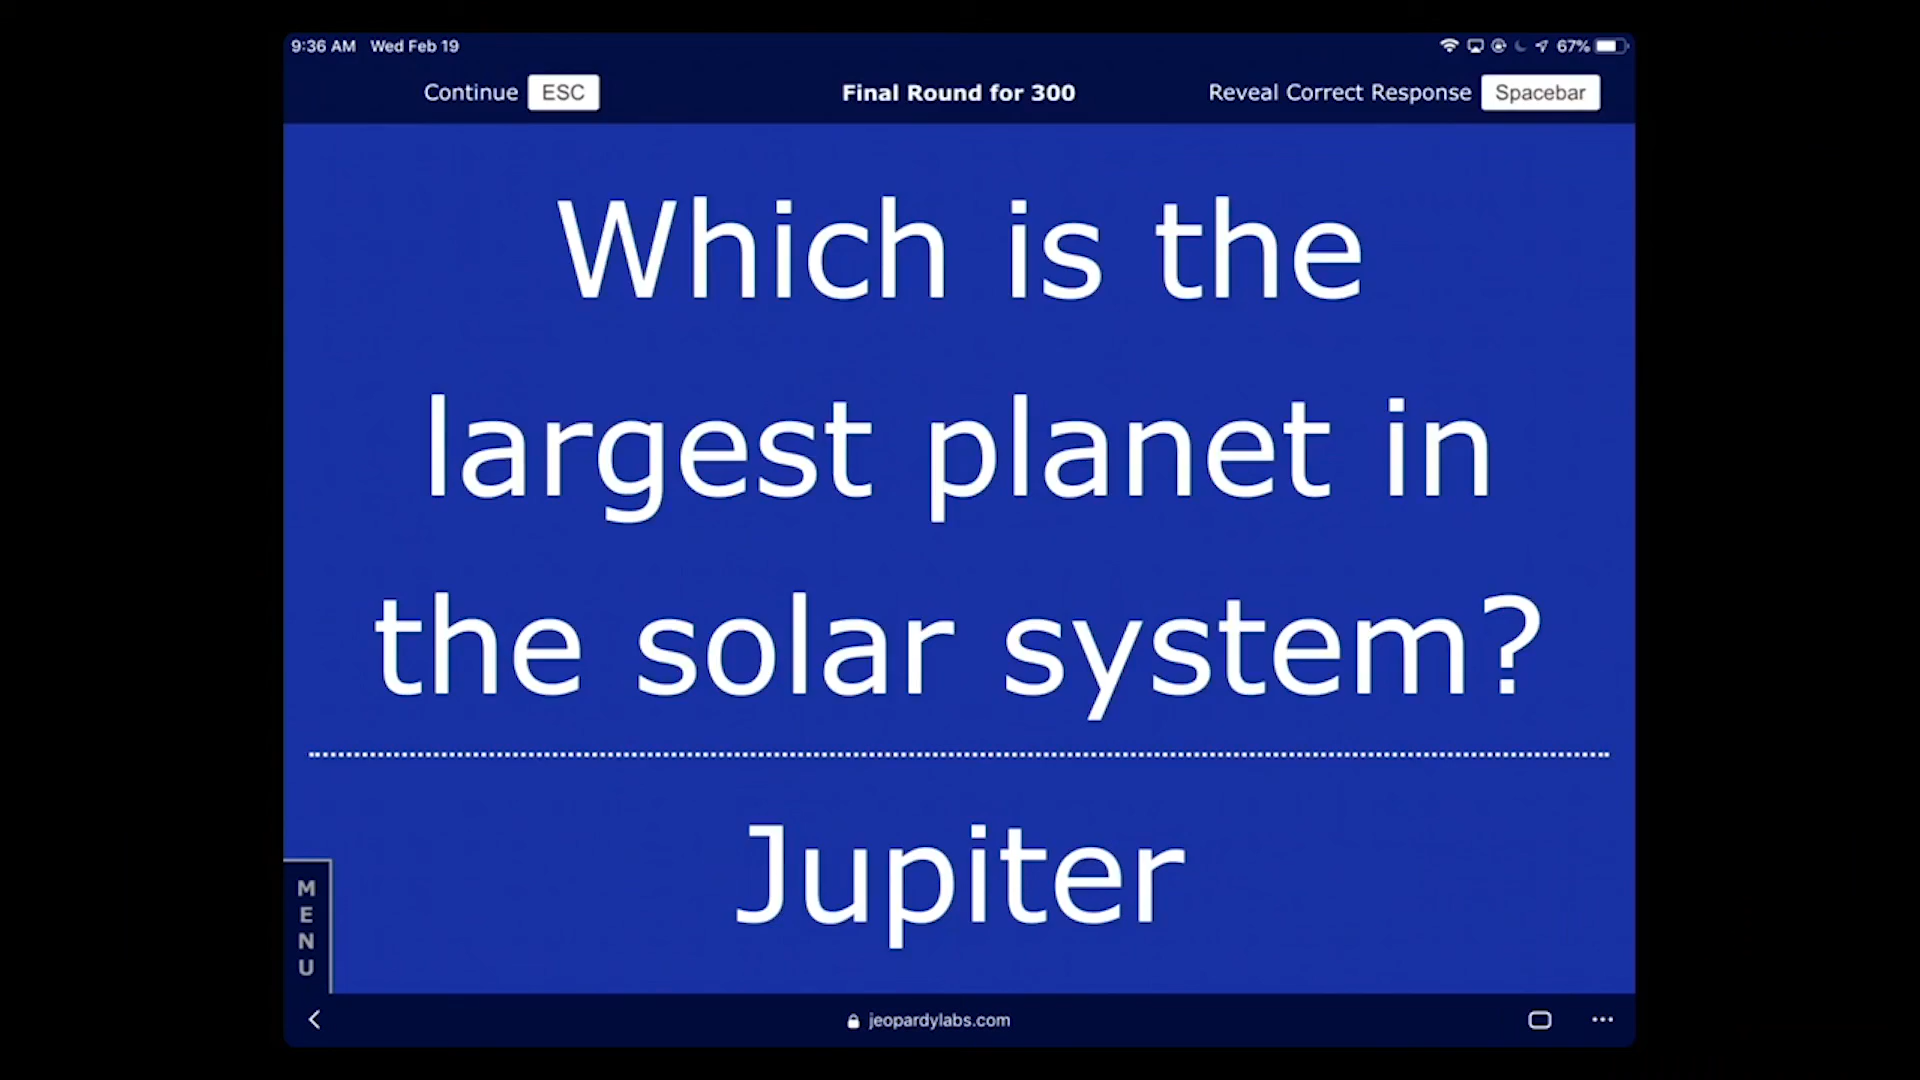 9:36 AM Wed Feb 19
67%
Continue ESC
Final Round for 300
Reveal Correct Response Spacebar
Which is the
largest planet in
the solar system?
Jupiter
MENU
jeopardylabs.com